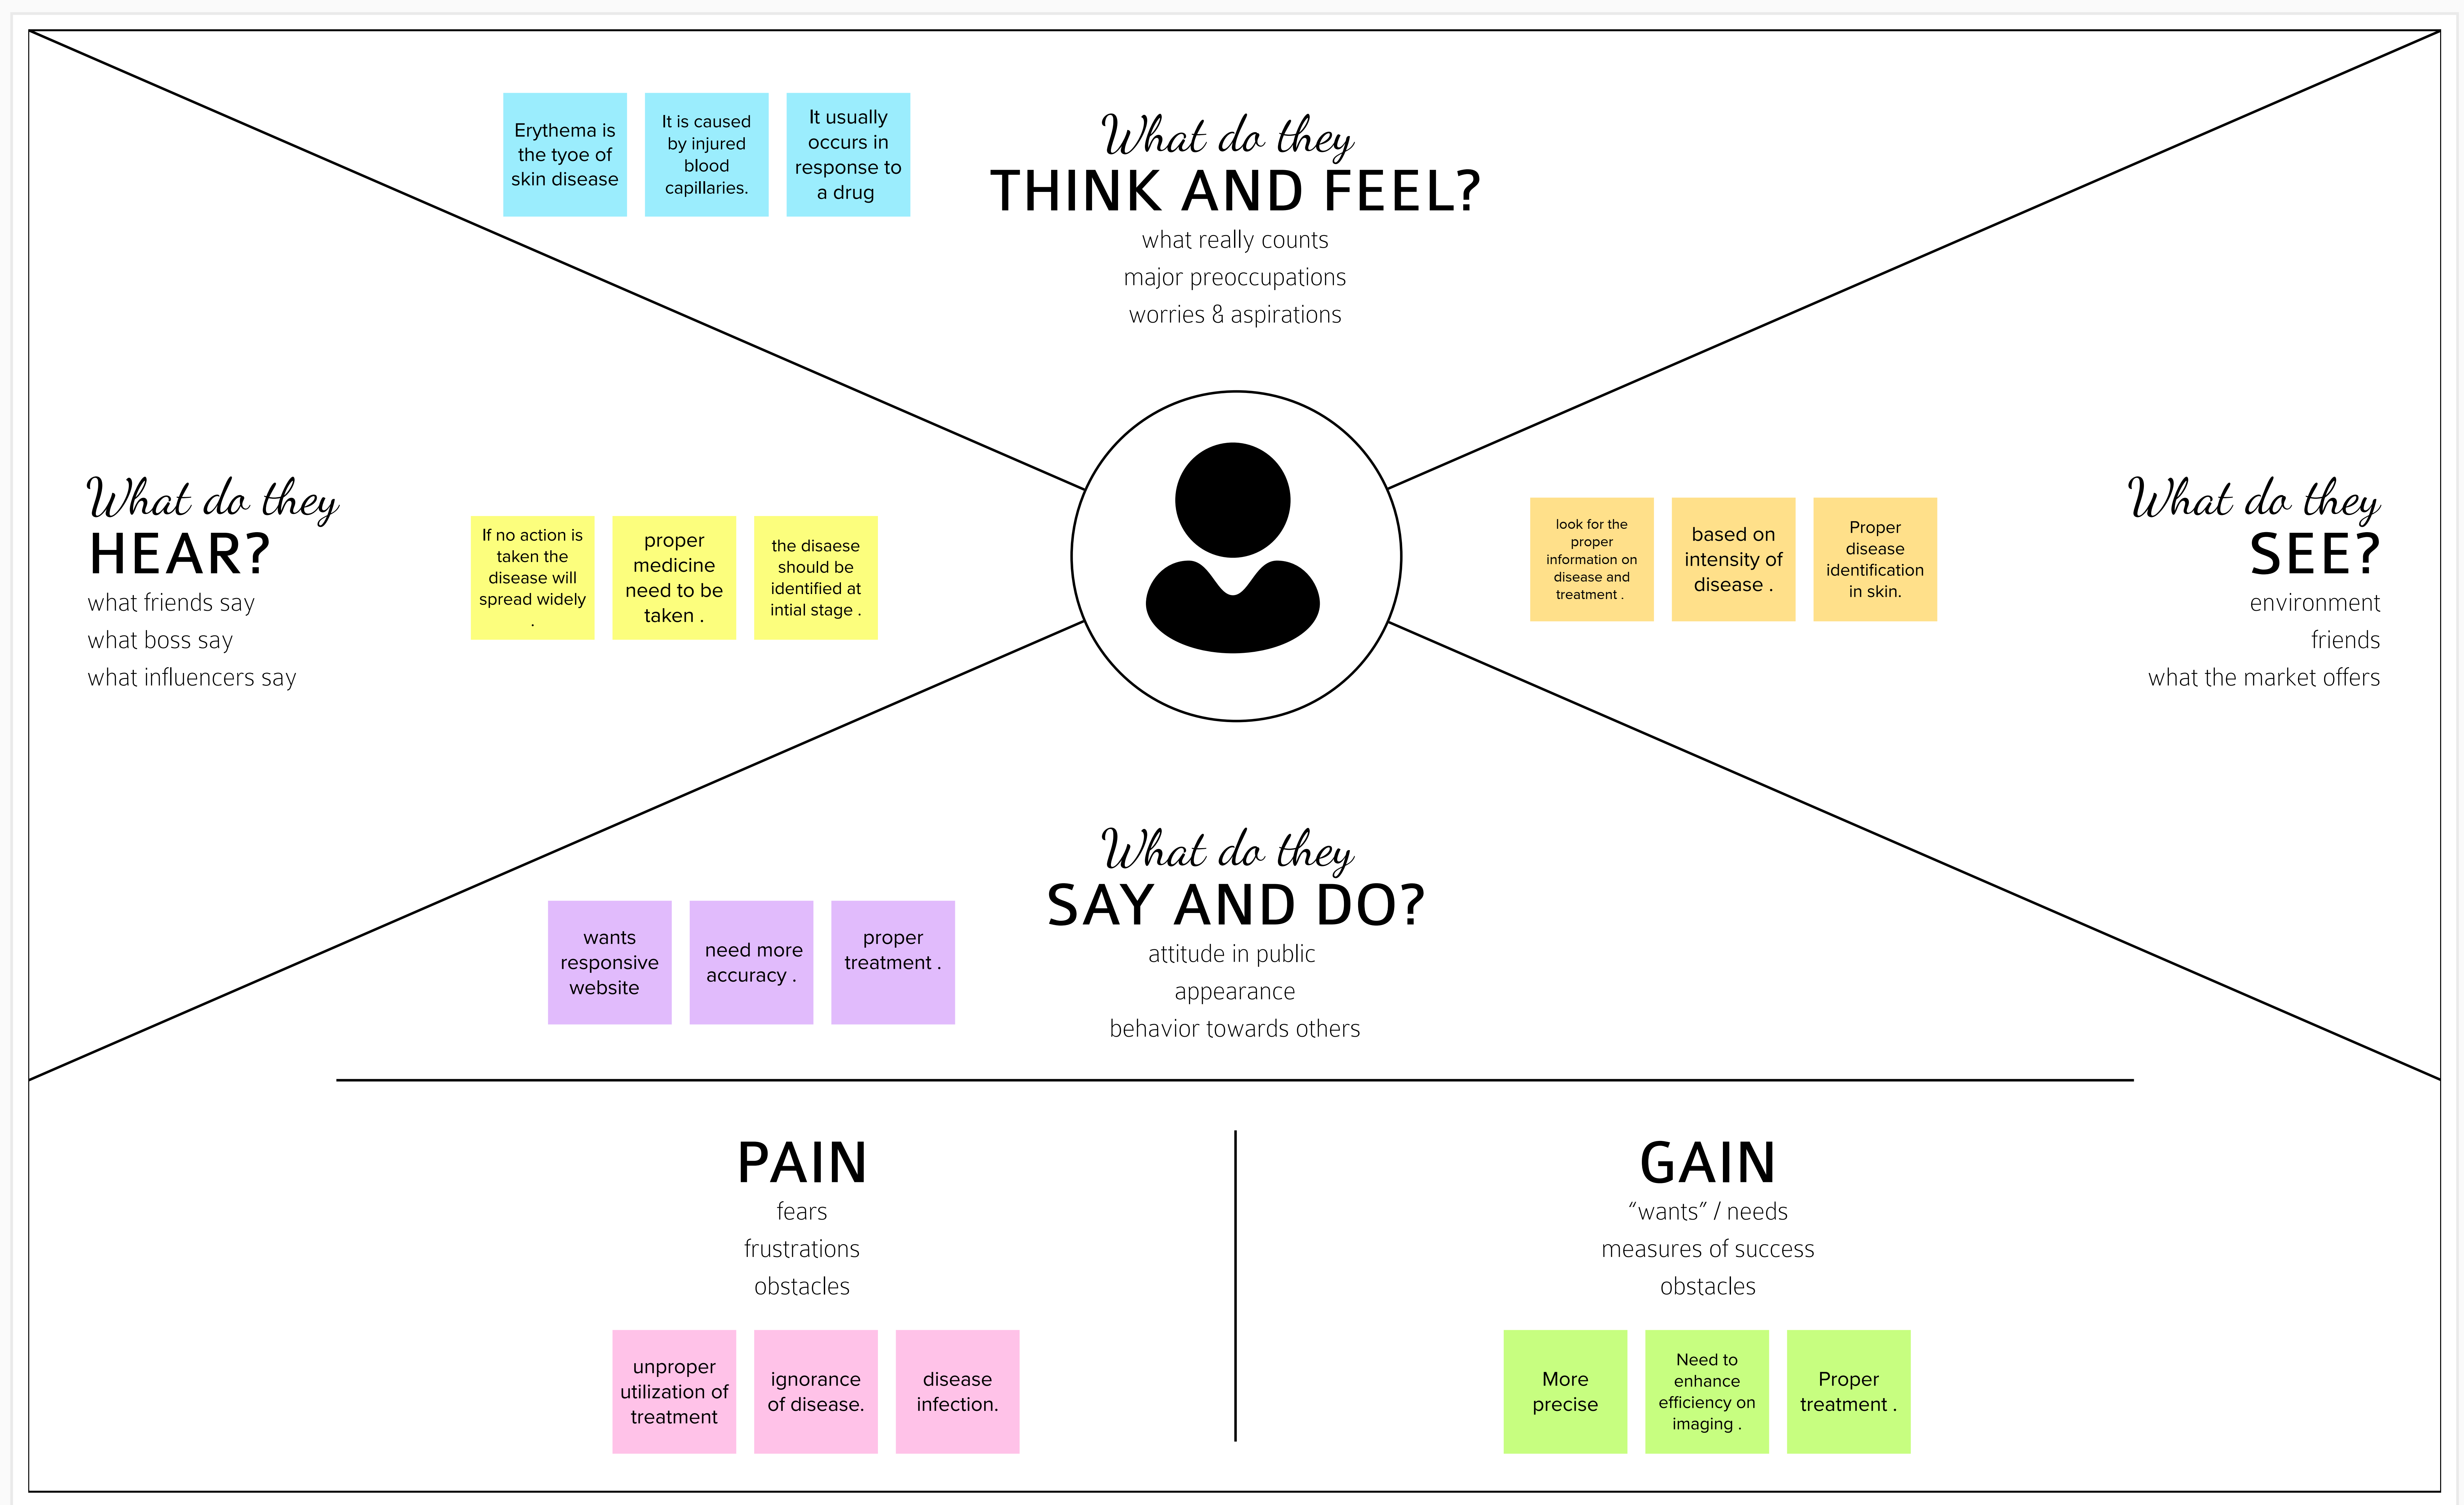 Erythema is
the tyoe of
skin disease
It is caused
by injured
blood
capillaries.
It usually
occurs in
response to
a drug
What do they
THINK AND FEEL?
what really counts
major preoccupations
worries & aspirations
What do they
HEAR?
what friends say
what boss say
what influencers say
If no action is
taken the
disease will
spread widely
.
proper
medicine
need to be
taken .
the disaese
should be
identified at
intial stage .
look for the
proper
information on
disease and
treatment .
based on
intensity of
disease .
Proper
disease
identification
in skin.
What do they
SEE?
environment
friends
what the market offers
wants
responsive
website
need more
accuracy .
proper
treatment .
What do they
SAY AND DO?
attitude in public
appearance
behavior towards others
PAIN
fears
frustrations
obstacles
unproper
utilization of
treatment
ignorance
of disease.
disease
infection.
GAIN
“wants” / needs
measures of success
obstacles
More
precise
Need to
enhance
efficiency on
imaging .
Proper
treatment .